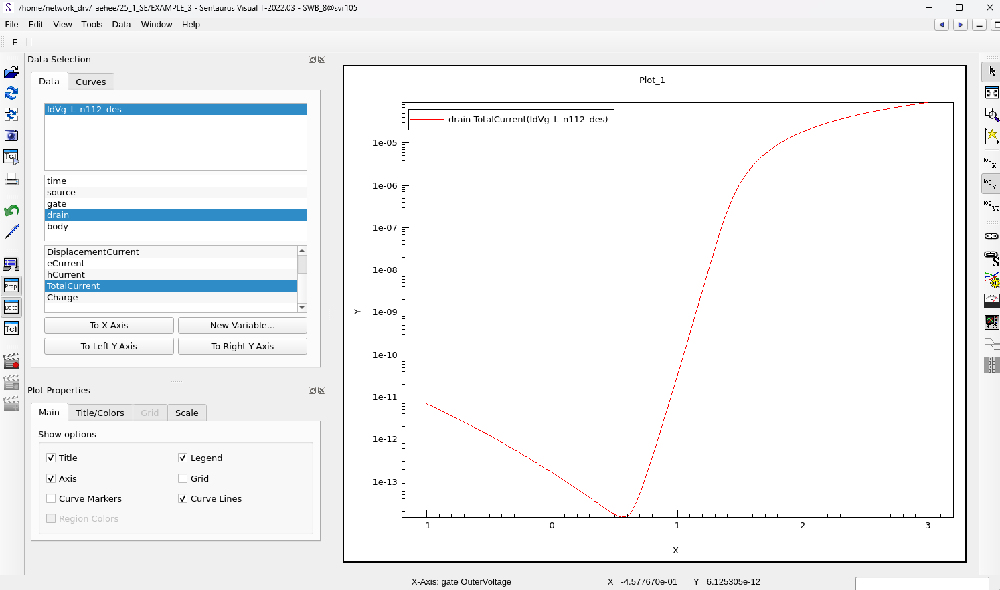 /home/network_drv/Taehee/25_1_SE/EXAMPLE_3 - Sentaurus Visual T-2022.03 - SWB_8@svr105
File Edit View Tools Data Window Help
E
Data Selection
Data Curves
IdVg_L_n112_des
time
source
gate
drain
body
DisplacementCurrent
eCurrent
hCurrent
TotalCurrent
Charge
To X-Axis New Variable...
To Left Y-Axis To Right Y-Axis
Plot Properties
Main Title/Colors Grid Scale
Show options
Title Legend
Axis Grid
Curve Markers Curve Lines
Region Colors
Tcl
Prop
Data
Tcl
Plot_1
drain TotalCurrent(IdVg_L_n112_des)
1e-05
1e-06
1e-07
1e-08
1e-09
1e-10
1e-11
1e-12
1e-13
Y
-1 0 1 2 3
X
log X
log Y
log Y2
S
X-Axis: gate OuterVoltage X= -4.577670e-01 Y= 6.125305e-12